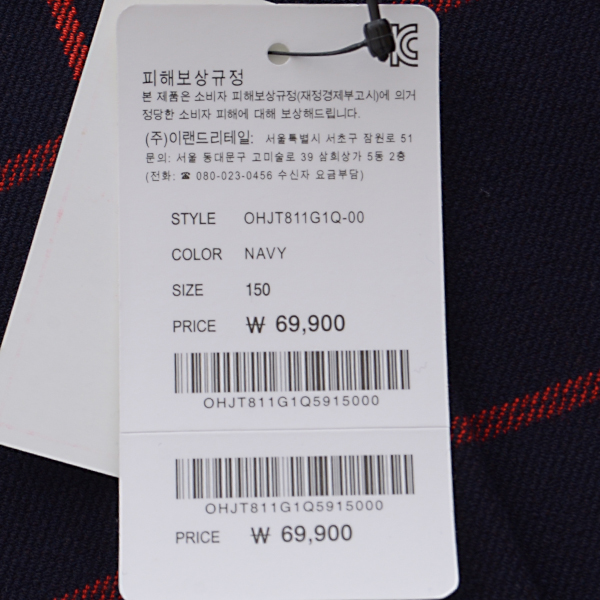 피해보상규정
본 제품은 소비자 피해보상규정(재정경제부고시)에 의거
정당한 소비자 피해에 대해 보상해드립니다.
(주)이랜드리테일: 서울특별시 서초구 잠원로 51
문의: 서울 동대문구 고미술로 39 삼희상가 5동 2층
(전화: ☎ 080-023-0456 수신자 요금부담)
STYLE OHJT811G1Q-00
COLOR NAVY
SIZE 150
PRICE ₩ 69,900
OHJT811G1Q5915000
OHJT811G1Q5915000
PRICE ₩ 69,900